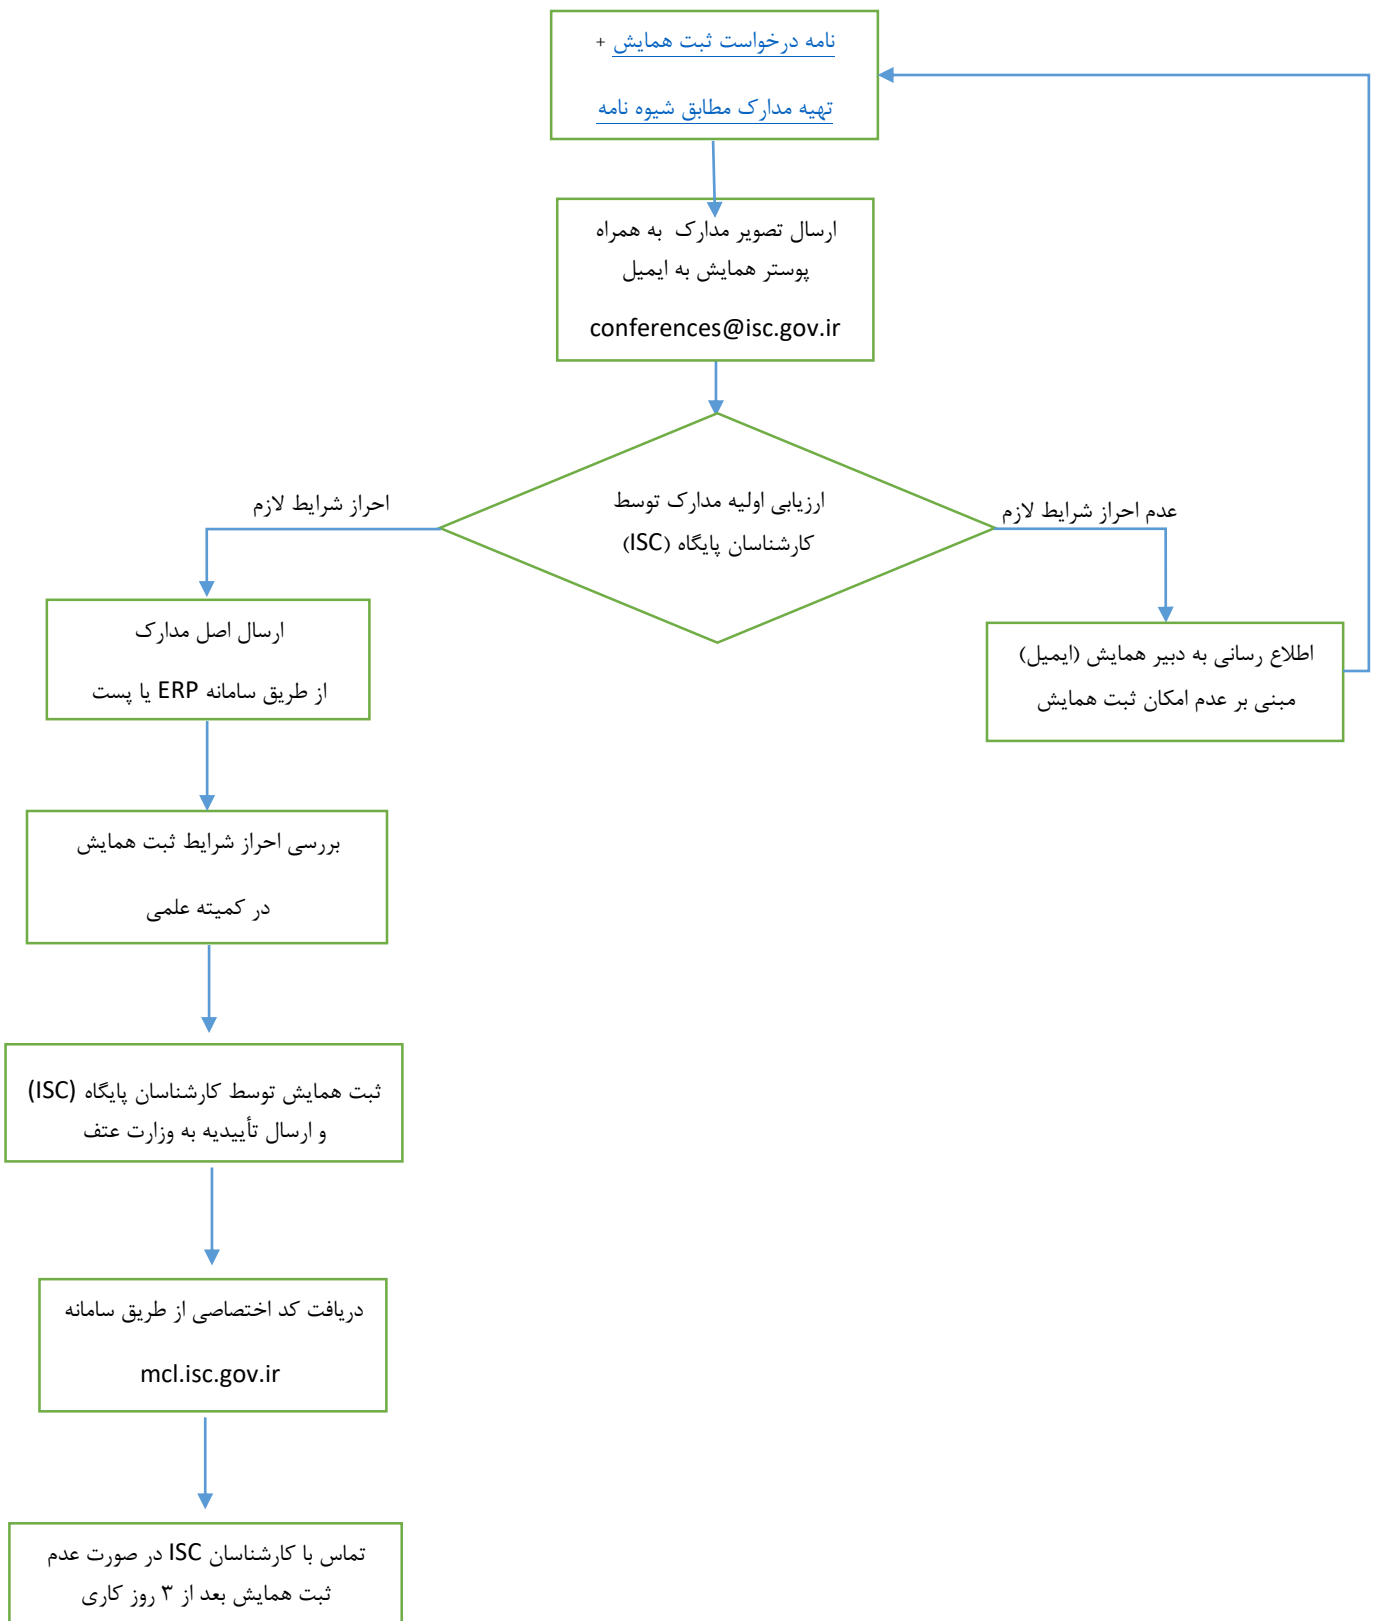 نامه درخواست ثبت همایش +
تهیه مدارک مطابق شیوه نامه
ارسال تصویر مدارک به همراه
پوستر همایش به ایمیل
conferences@isc.gov.ir
ارزیابی اولیه مدارک توسط
کارشناسان پایگاه (ISC)
عدم احراز شرایط لازم
احراز شرایط لازم
اطلاع رسانی به دبیر همایش (ایمیل)
مبنی بر عدم امکان ثبت همایش
ارسال اصل مدارک
از طریق سامانه ERP یا پست
بررسی احراز شرایط ثبت همایش
در کمیته علمی
ثبت همایش توسط کارشناسان پایگاه (ISC)
و ارسال تأییدیه به وزارت عتف
دریافت کد اختصاصی از طریق سامانه
mcl.isc.gov.ir
تماس با کارشناسان ISC در صورت عدم
ثبت همایش بعد از ۳ روز کاری